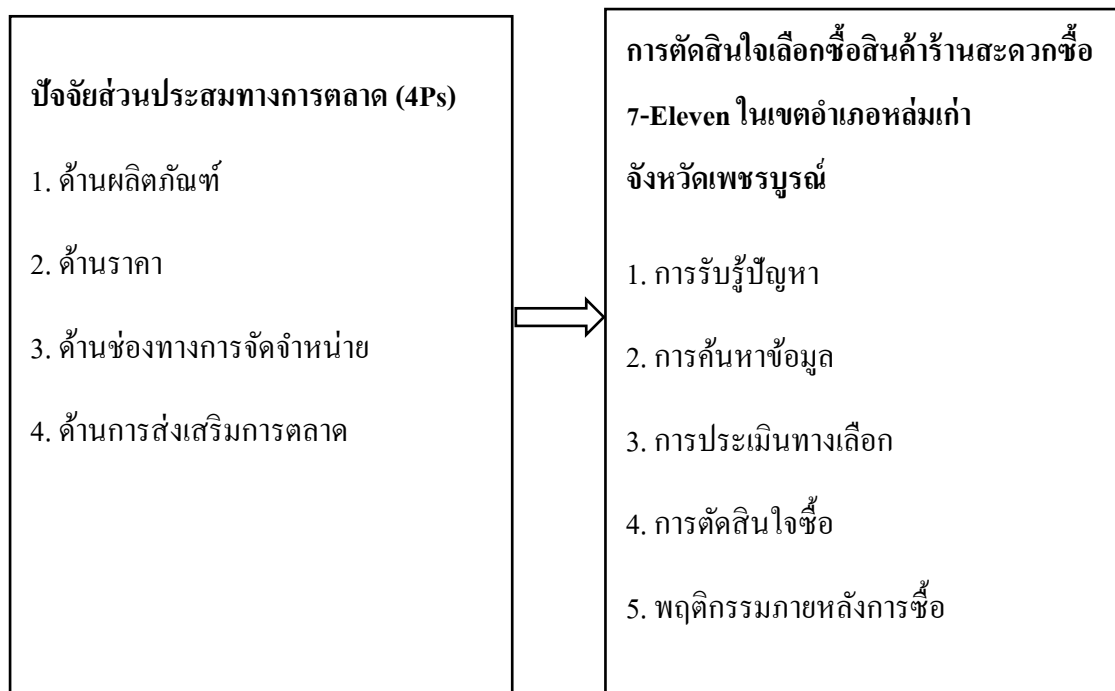 ปัจจัยส่วนประสมทางการตลาด (4Ps)
1. ด้านผลิตภัณฑ์
2. ด้านราคา
3. ด้านช่องทางการจัดจำหน่าย
4. ด้านการส่งเสริมการตลาด
การตัดสินใจเลือกซื้อสินค้าร้านสะดวกซื้อ
7-Eleven ในเขตอำเภอหล่มเก่า
จังหวัดเพชรบูรณ์
1. การรับรู้ปัญหา
2. การค้นหาข้อมูล
3. การประเมินทางเลือก
4. การตัดสินใจซื้อ
5. พฤติกรรมภายหลังการซื้อ